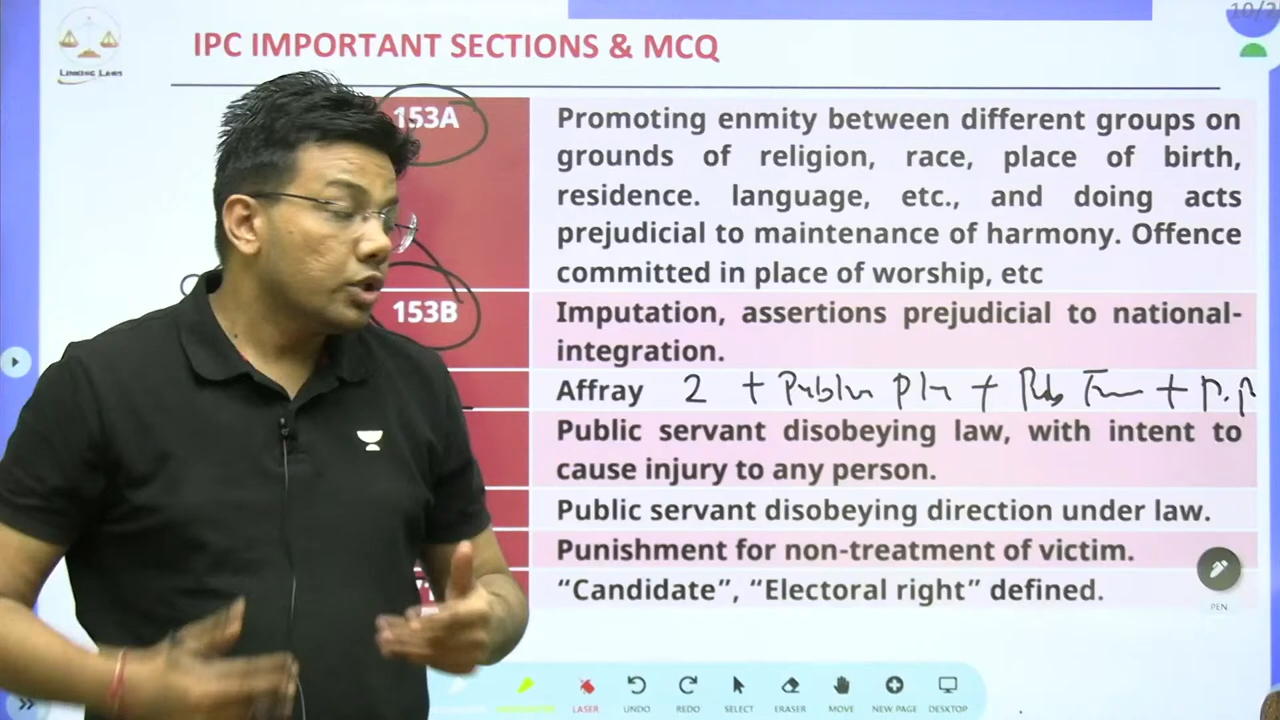 10/2
IPC IMPORTANT SECTIONS & MCQ
LINKING LAWS
153A
Promoting enmity between different groups on
grounds of religion, race, place of birth,
residence. language, etc., and doing acts
prejudicial to maintenance of harmony. Offence
committed in place of worship, etc
153B
Imputation, assertions prejudicial to national-
integration.
Affray 2 + + +
Public servant disobeying law, with intent to
cause injury to any person.
Public servant disobeying direction under law.
Punishment for non-treatment of victim.
“Candidate”, “Electoral right” defined.
PEN
LASER UNDO REDO SELECT ERASER MOVE NEW PAGE DESKTOP